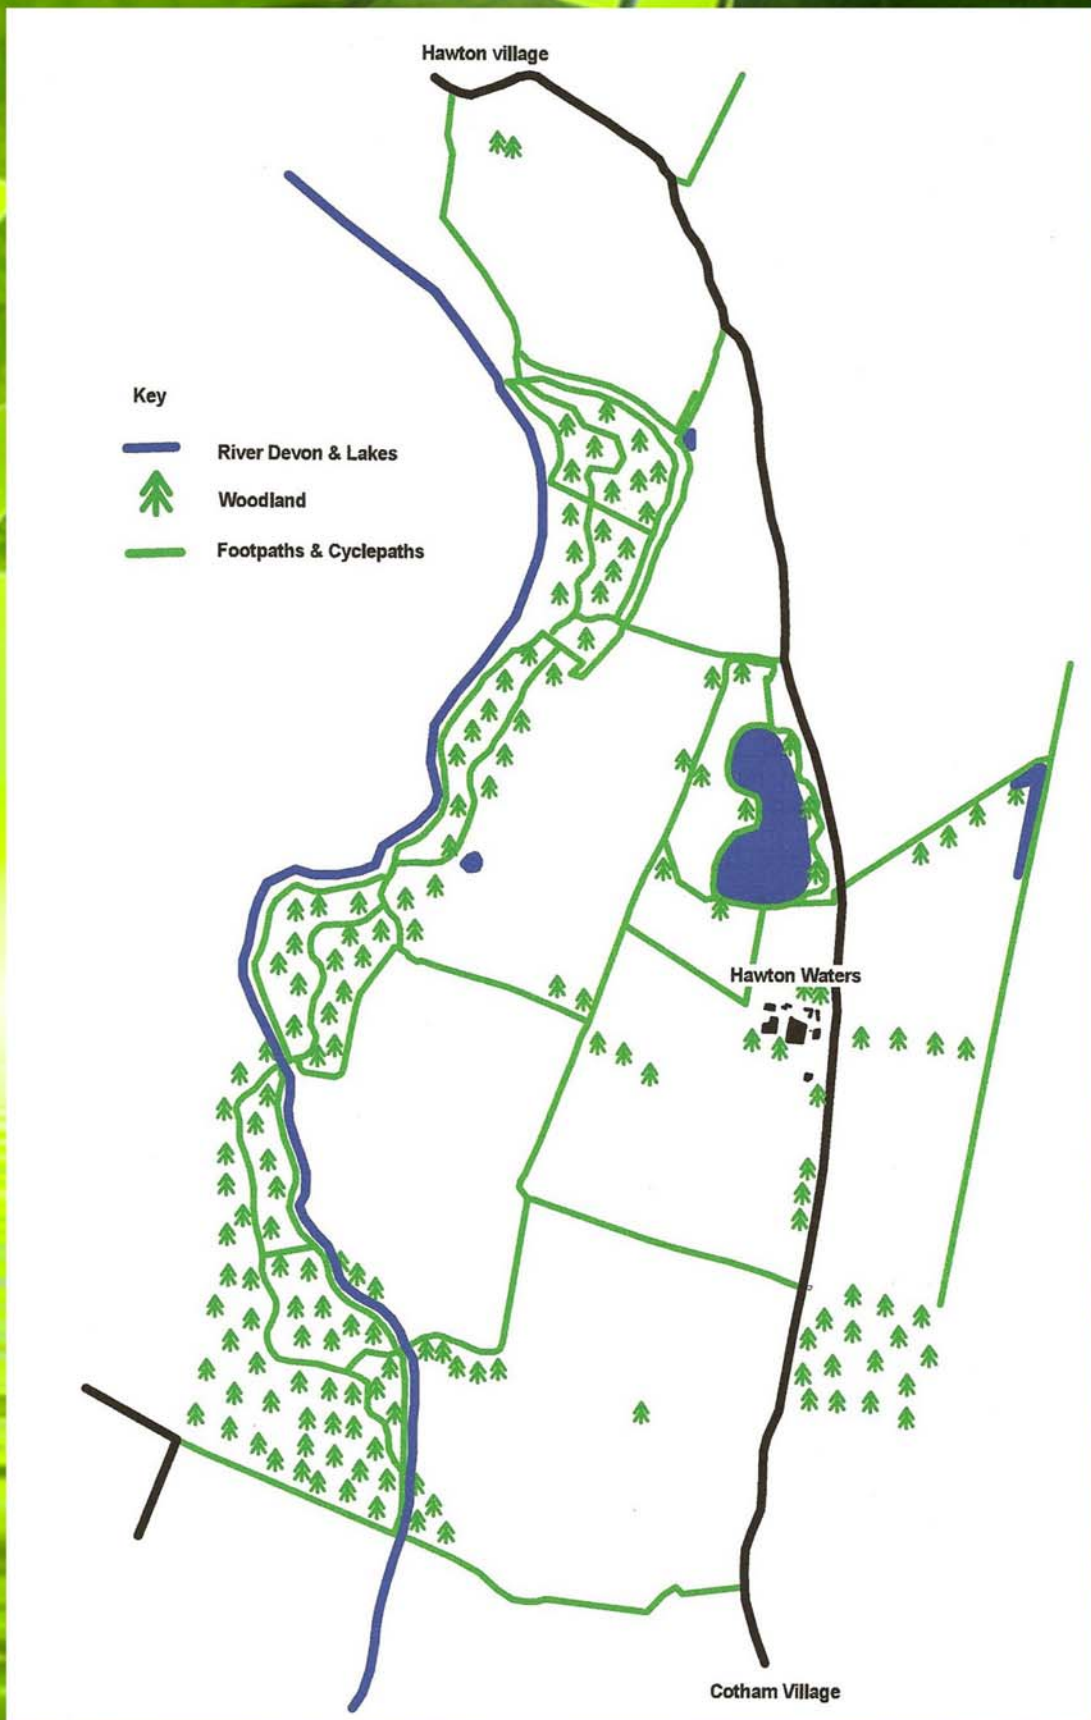 Hawton village
Key
River Devon & Lakes
Woodland
Footpaths & Cyclepaths
Hawton Waters
Cotham Village